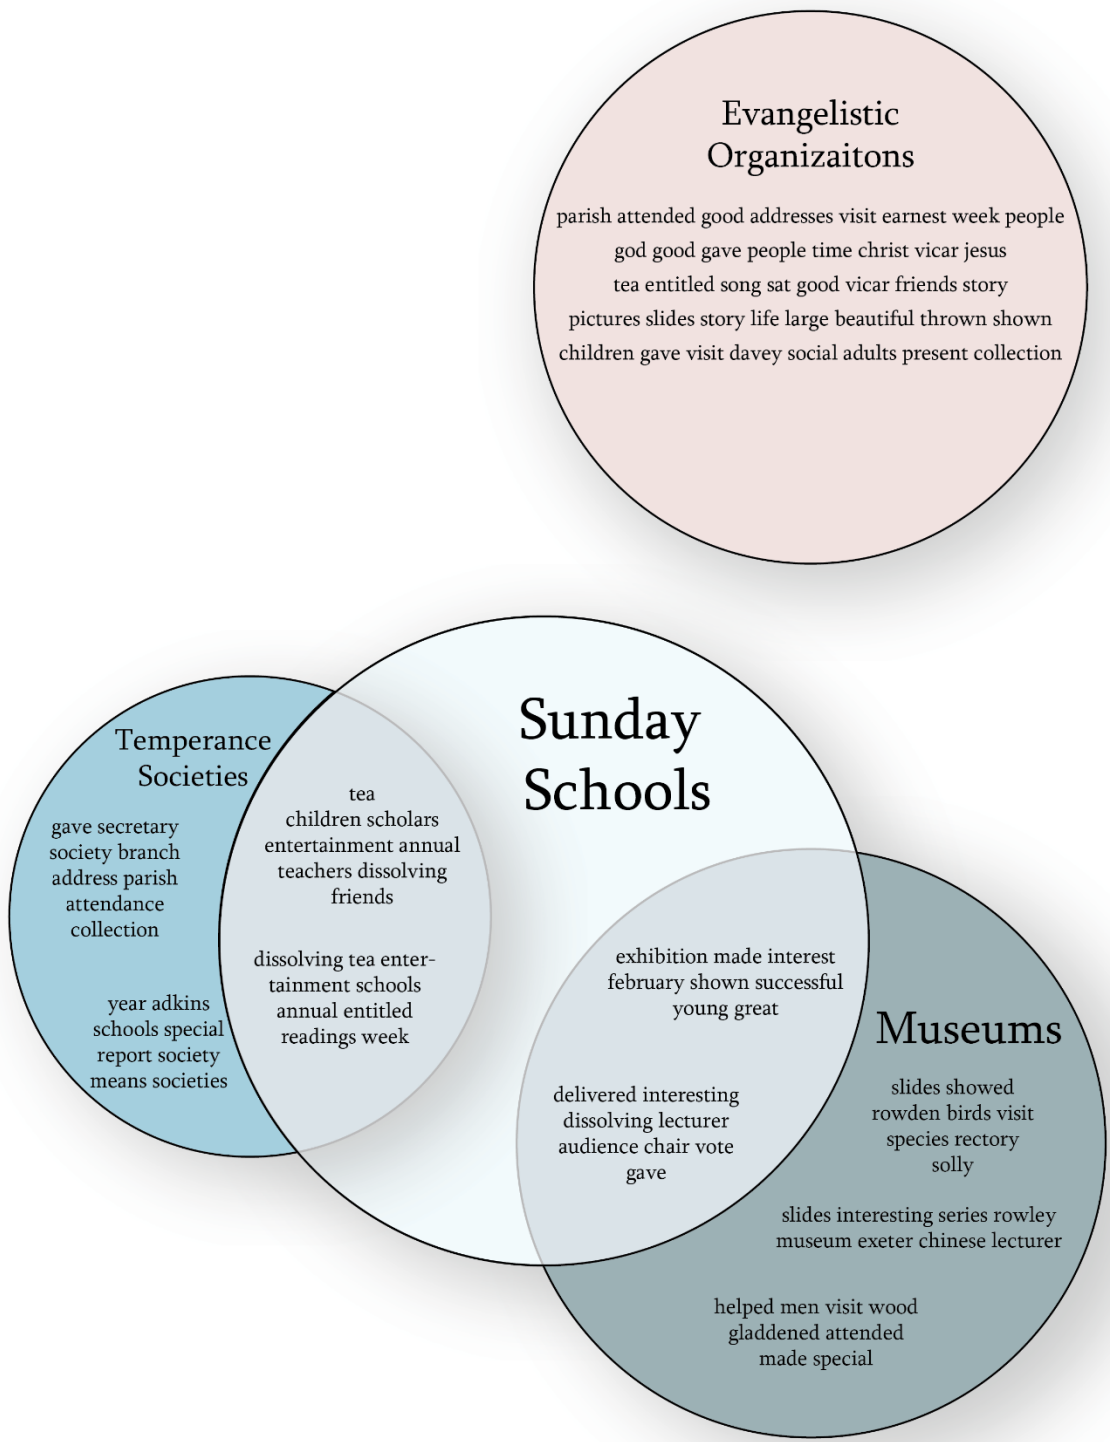 Evangelistic
Organizaitons
parish attended good addresses visit earnest week people
god good gave people time christ vicar jesus
tea entitled song sat good vicar friends story
pictures slides story life large beautiful thrown shown
children gave visit davey social adults present collection
Sunday
Schools
Temperance
Societies
gave secretary
society branch
address parish
attendance
collection
year adkins
schools special
report society
means societies
tea
children scholars
entertainment annual
teachers dissolving
friends
dissolving tea enter-
tainment schools
annual entitled
readings week
exhibition made interest
february shown successful
young great
delivered interesting
dissolving lecturer
audience chair vote
gave
Museums
slides showed
rowden birds visit
species rectory
solly
slides interesting series rowley
museum exeter chinese lecturer
helped men visit wood
gladdened attended
made special